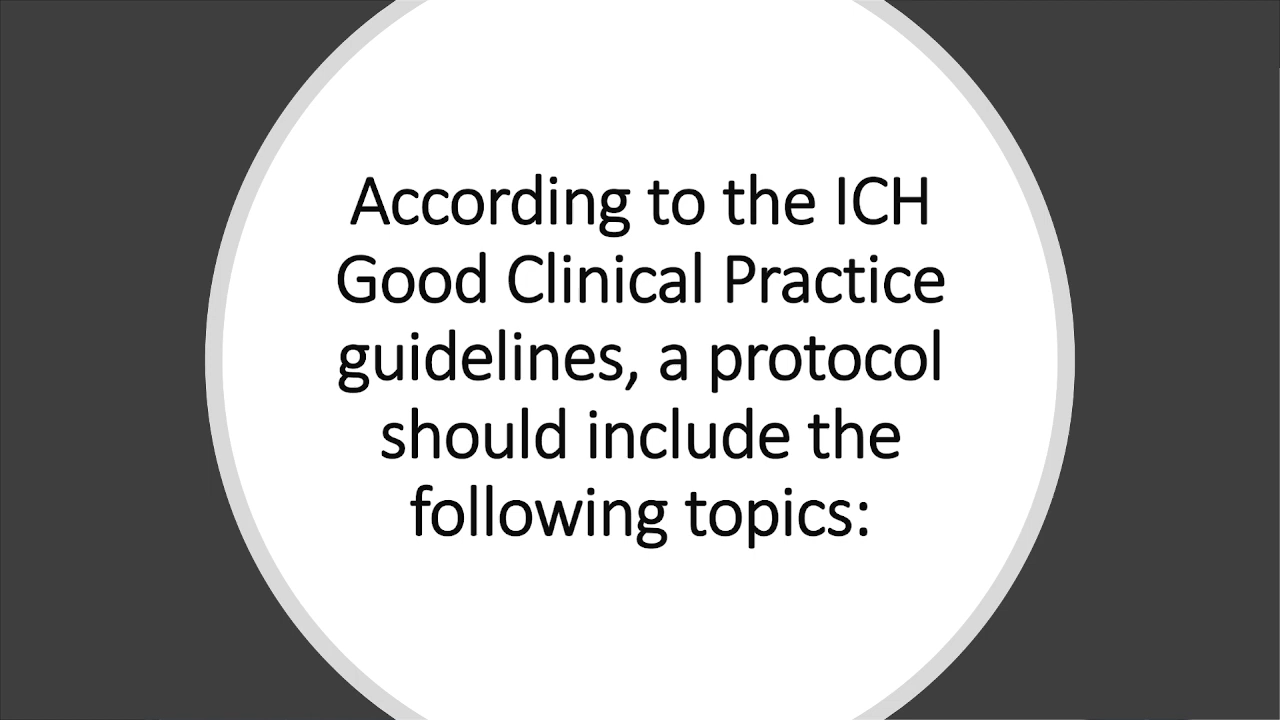 According to the ICH
Good Clinical Practice
guidelines, a protocol
should include the
following topics: